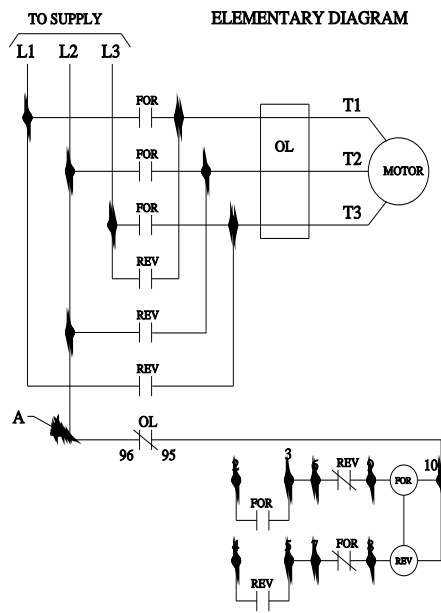 TO SUPPLY ELEMENTARY DIAGRAM
L1 L2 L3
FOR T1
FOR OL T2 MOTOR
FOR T3
REV
REV
REV
A OL
96 95
2 3 6 REV 9 FOR 10
FOR
4 5 7 FOR 8 REV
REV